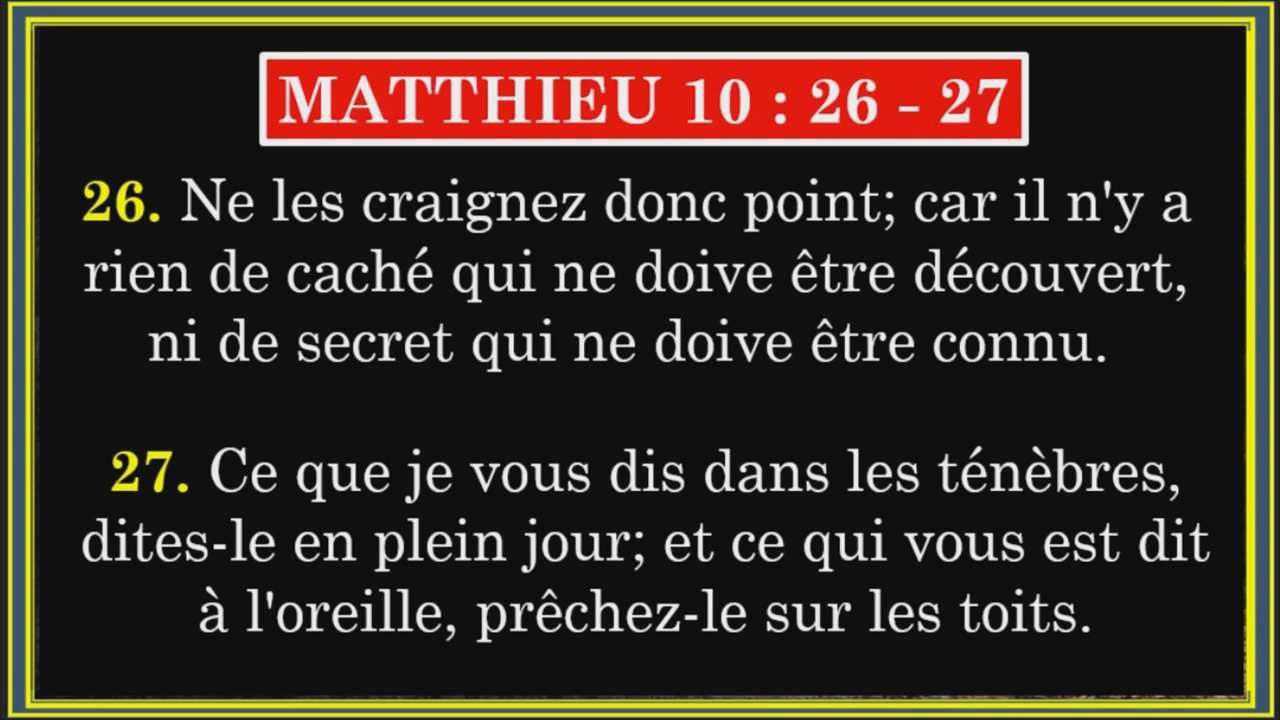 MATTHIEU 10 : 26 - 27
26. Ne les craignez donc point; car il n'y a
rien de caché qui ne doive être découvert,
ni de secret qui ne doive être connu.
27. Ce que je vous dis dans les ténèbres,
dites-le en plein jour; et ce qui vous est dit
à l'oreille, prêchez-le sur les toits.